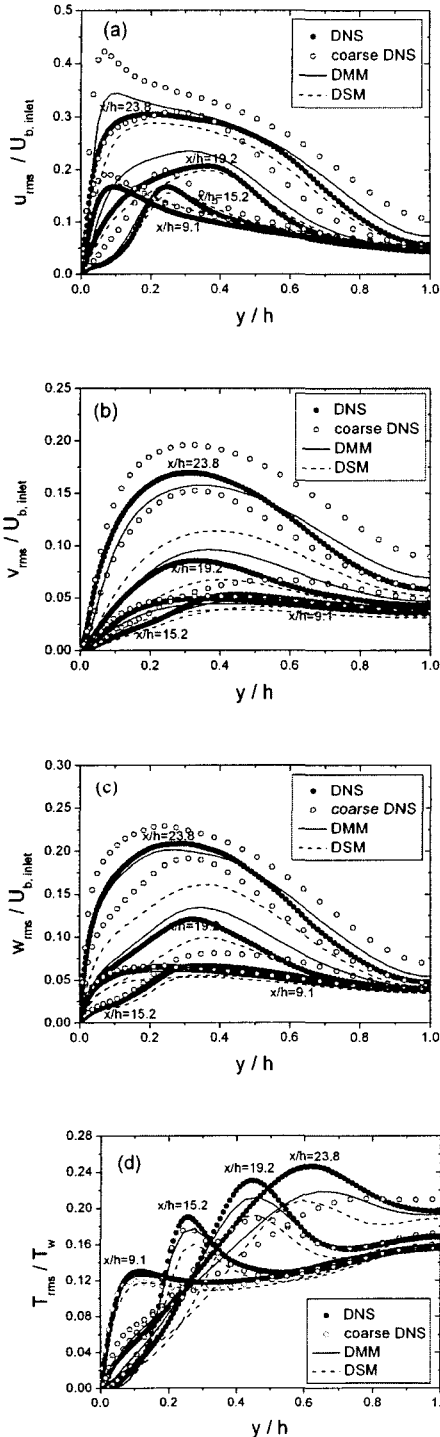 (a)
DNS
coarse DNS
DMM
DSM
x/h=23.8
x/h=19.2
x/h=15.2
x/h=9.1
u_rms / U_b, inlet
0.5
0.4
0.3
0.2
0.1
0.0
0.0 0.2 0.4 0.6 0.8 1.0
y / h
(b)
DNS
coarse DNS
DMM
DSM
x/h=23.8
x/h=19.2
x/h=15.2
x/h=9.1
v_rms / U_b, inlet
0.25
0.20
0.15
0.10
0.05
0.00
0.0 0.2 0.4 0.6 0.8 1.0
y / h
(c)
DNS
coarse DNS
DMM
DSM
x/h=23.8
x/h=19.2
x/h=15.2
x/h=9.1
w_rms / U_b, inlet
0.30
0.25
0.20
0.15
0.10
0.05
0.00
0.0 0.2 0.4 0.6 0.8 1.0
y / h
(d)
x/h=23.8
x/h=19.2
x/h=15.2
x/h=9.1
DNS
coarse DNS
DMM
DSM
T_rms / T_w
0.28
0.24
0.20
0.16
0.12
0.08
0.04
0.00
0.0 0.2 0.4 0.6 0.8 1.0
y / h